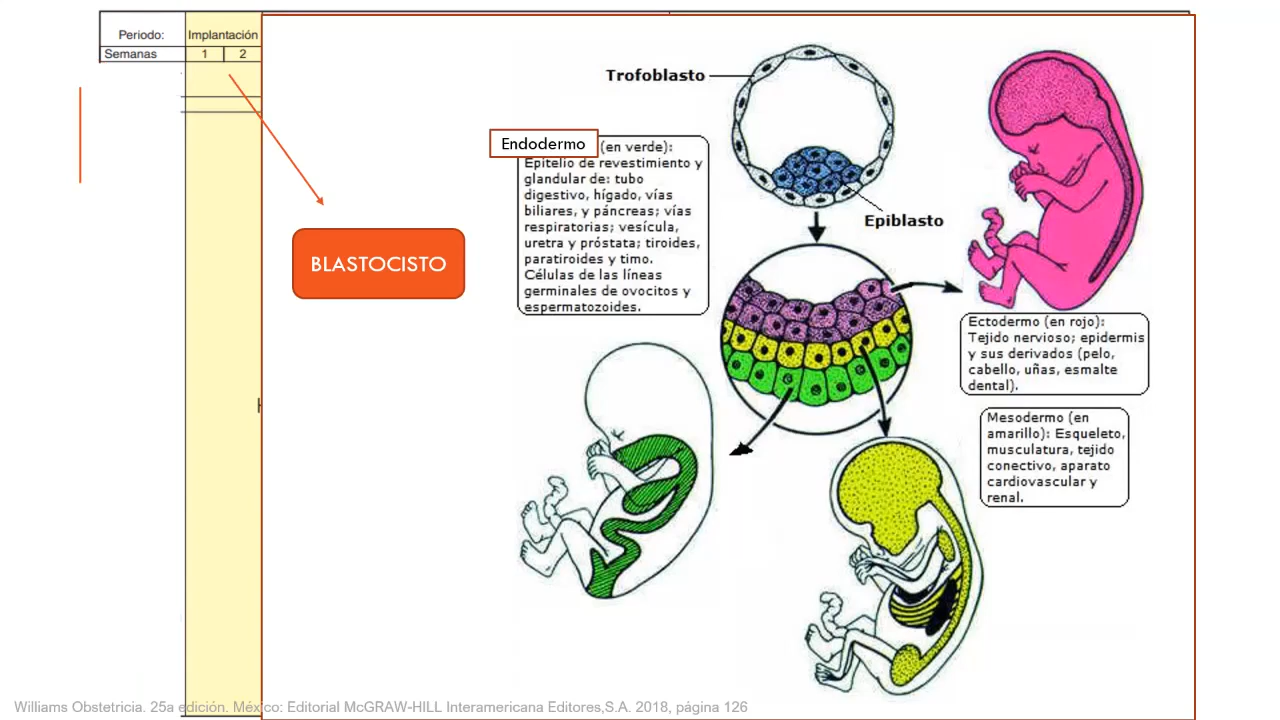 Periodo:
Implantación
Semanas
1
2
BLASTOCISTO
Trofoblasto
Epiblasto
Endodermo (en verde):
Epitelio de revestimiento y
glandular de: tubo
digestivo, hígado, vías
biliares, y páncreas; vías
respiratorias; vesícula,
uretra y próstata; tiroides,
paratiroides y timo.
Células de las líneas
germinales de ovocitos y
espermatozoides.
Ectodermo (en rojo):
Tejido nervioso; epidermis
y sus derivados (pelo,
cabello, uñas, esmalte
dental).
Mesodermo (en
amarillo): Esqueleto,
musculatura, tejido
conectivo, aparato
cardiovascular y
renal.
Williams Obstetricia. 25a edición. México: Editorial McGRAW-HILL Interamericana Editores,S.A. 2018, página 126